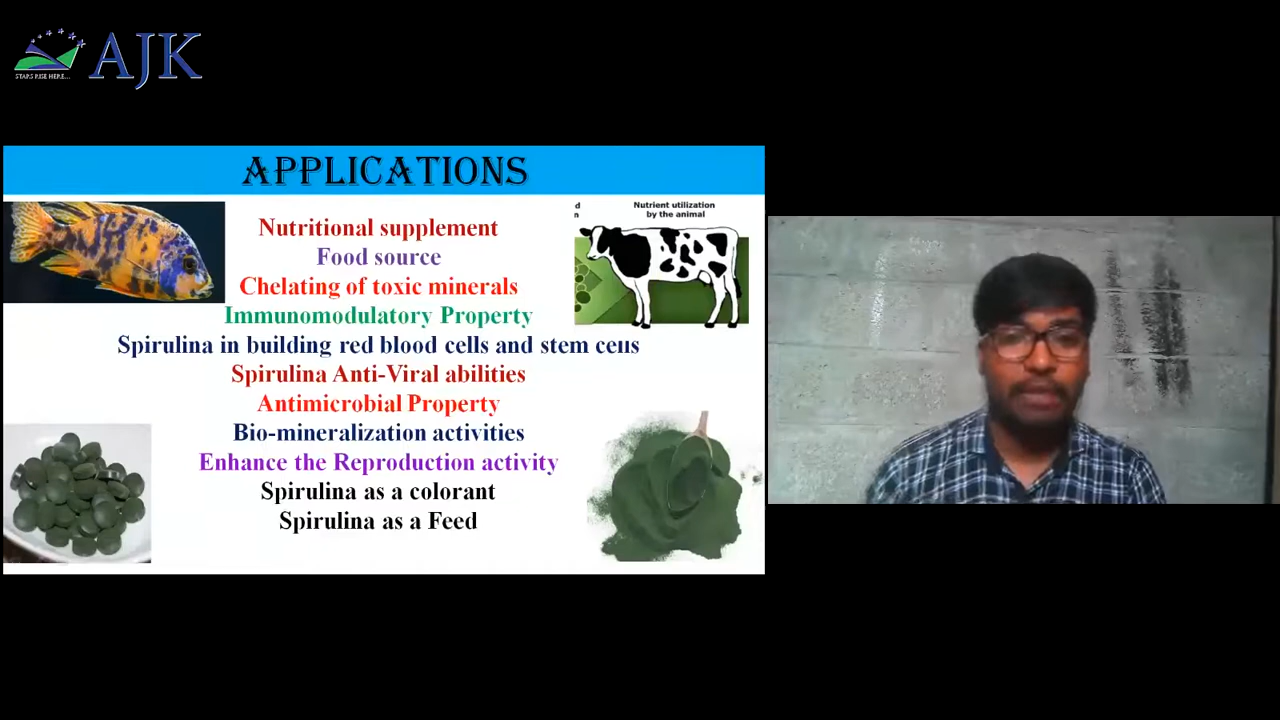 AJK
STARS RISE HERE...
APPLICATIONS
d
n
Nutrient utilization
by the animal
Nutritional supplement
Food source
Chelating of toxic minerals
Immunomodulatory Property
Spirulina in building red blood cells and stem cells
Spirulina Anti-Viral abilities
Antimicrobial Property
Bio-mineralization activities
Enhance the Reproduction activity
Spirulina as a colorant
Spirulina as a Feed